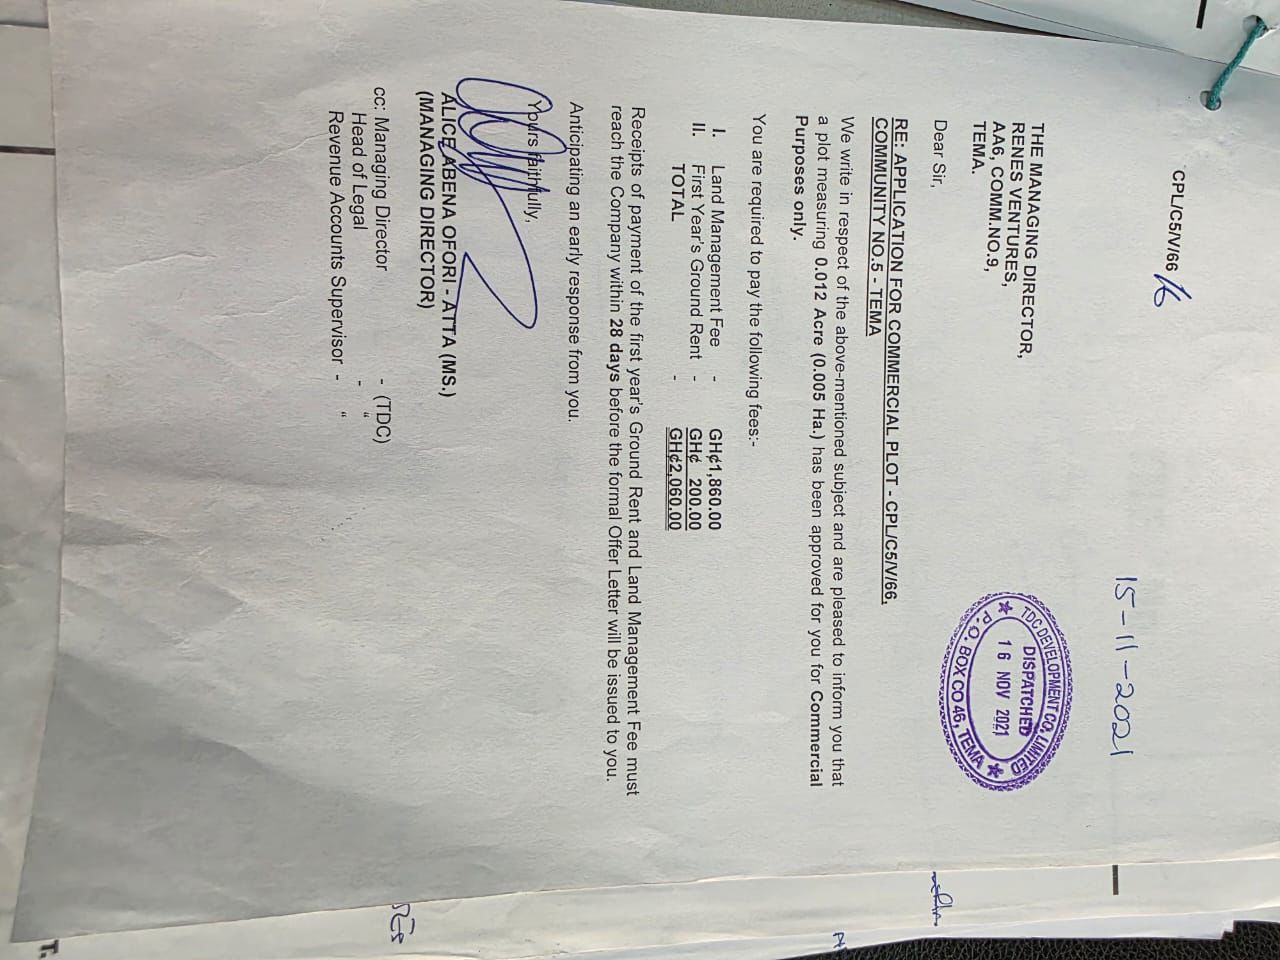 CPL/C5/V/66/6
15-11-2021
THE MANAGING DIRECTOR,
RENES VENTURES,
AA6, COMM.NO.9,
TEMA.
TDC DEVELOPMENT CO. LIMITED
DISPATCHED
16 NOV 2021
P.O. BOX CO 46, TEMA
Dear Sir,
RE: APPLICATION FOR COMMERCIAL PLOT - CPL/C5/V/66,
COMMUNITY NO.5 - TEMA
We write in respect of the above-mentioned subject and are pleased to inform you that
a plot measuring 0.012 Acre (0.005 Ha.) has been approved for you for Commercial
Purposes only.
You are required to pay the following fees:-
I. Land Management Fee - GH¢1,860.00
II. First Year's Ground Rent - GH¢ 200.00
TOTAL - GH¢2,060.00
Receipts of payment of the first year's Ground Rent and Land Management Fee must
reach the Company within 28 days before the formal Offer Letter will be issued to you.
Anticipating an early response from you.
Yours faithfully,
ALICE ABENA OFORI - ATTA (MS.)
(MANAGING DIRECTOR)
cc: Managing Director - (TDC)
Head of Legal - “
Revenue Accounts Supervisor - “
T.